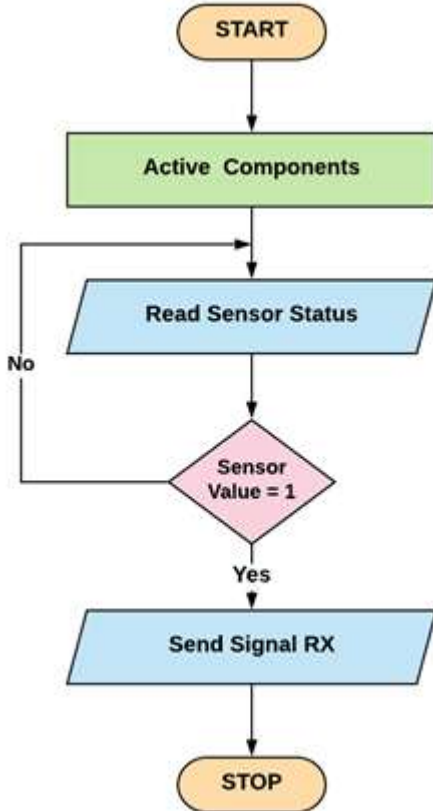 START
Active Components
Read Sensor Status
No
Sensor
Value = 1
Yes
Send Signal RX
STOP